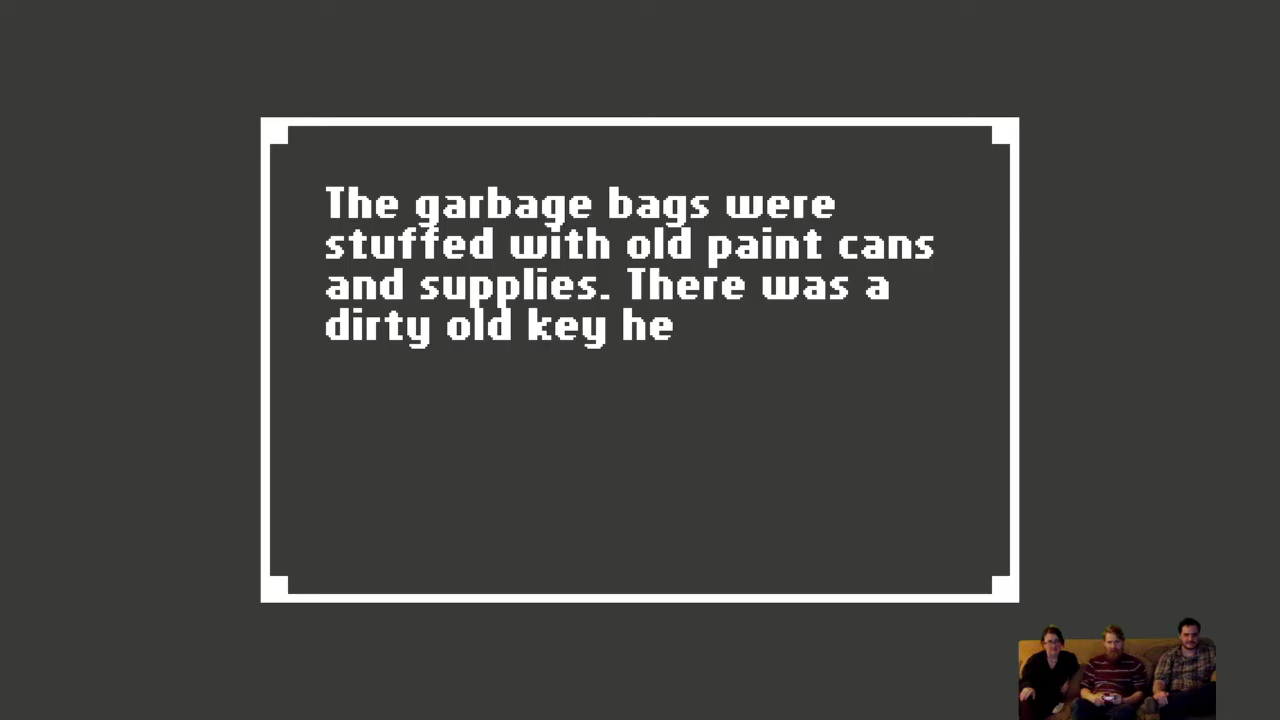 The garbage bags were
stuffed with old paint cans
and supplies. There was a
dirty old key he